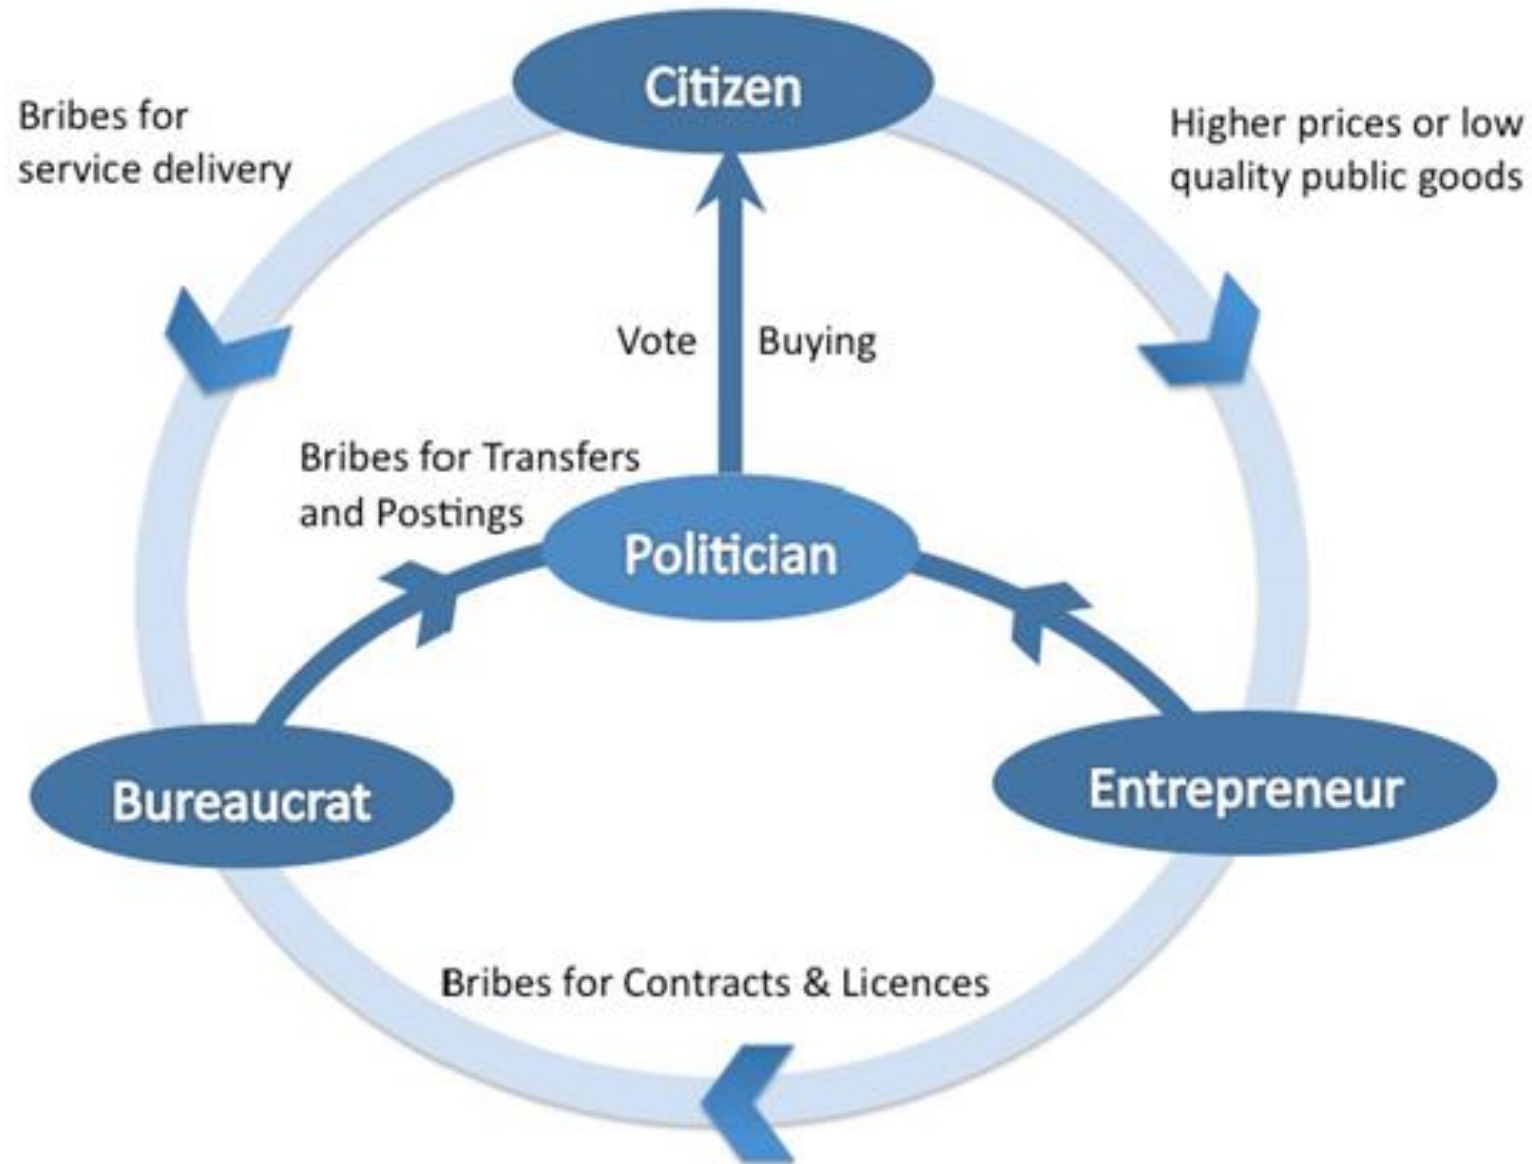 Citizen
Bribes for
service delivery
Higher prices or low
quality public goods
Vote Buying
Bribes for Transfers
and Postings
Politician
Bureaucrat
Entrepreneur
Bribes for Contracts & Licences